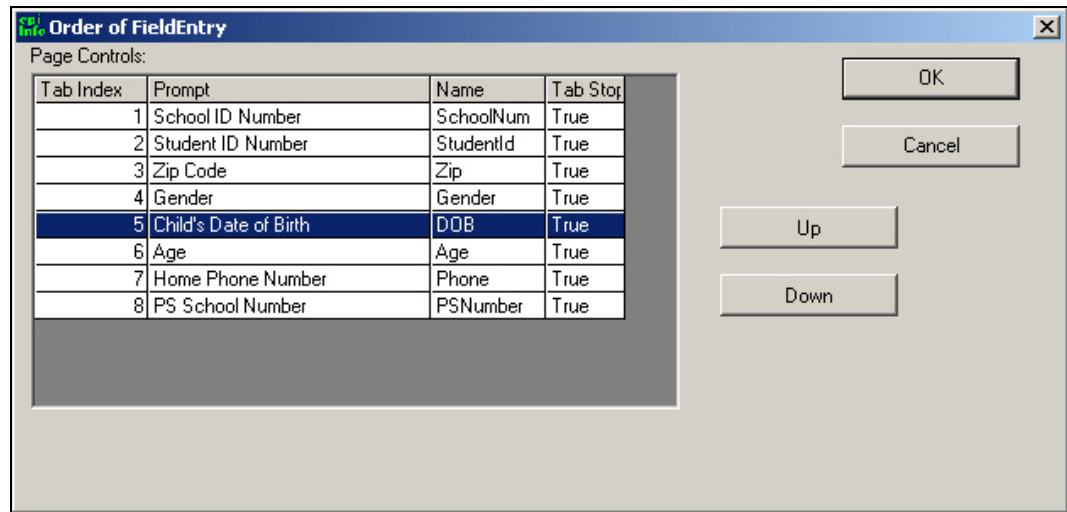 epi info Order of FieldEntry
Page Controls:
Tab Index Prompt Name Tab Stop
1 School ID Number SchoolNum True
2 Student ID Number StudentId True
3 Zip Code Zip True
4 Gender Gender True
5 Child's Date of Birth DOB True
6 Age Age True
7 Home Phone Number Phone True
8 PS School Number PSNumber True
OK
Cancel
Up
Down